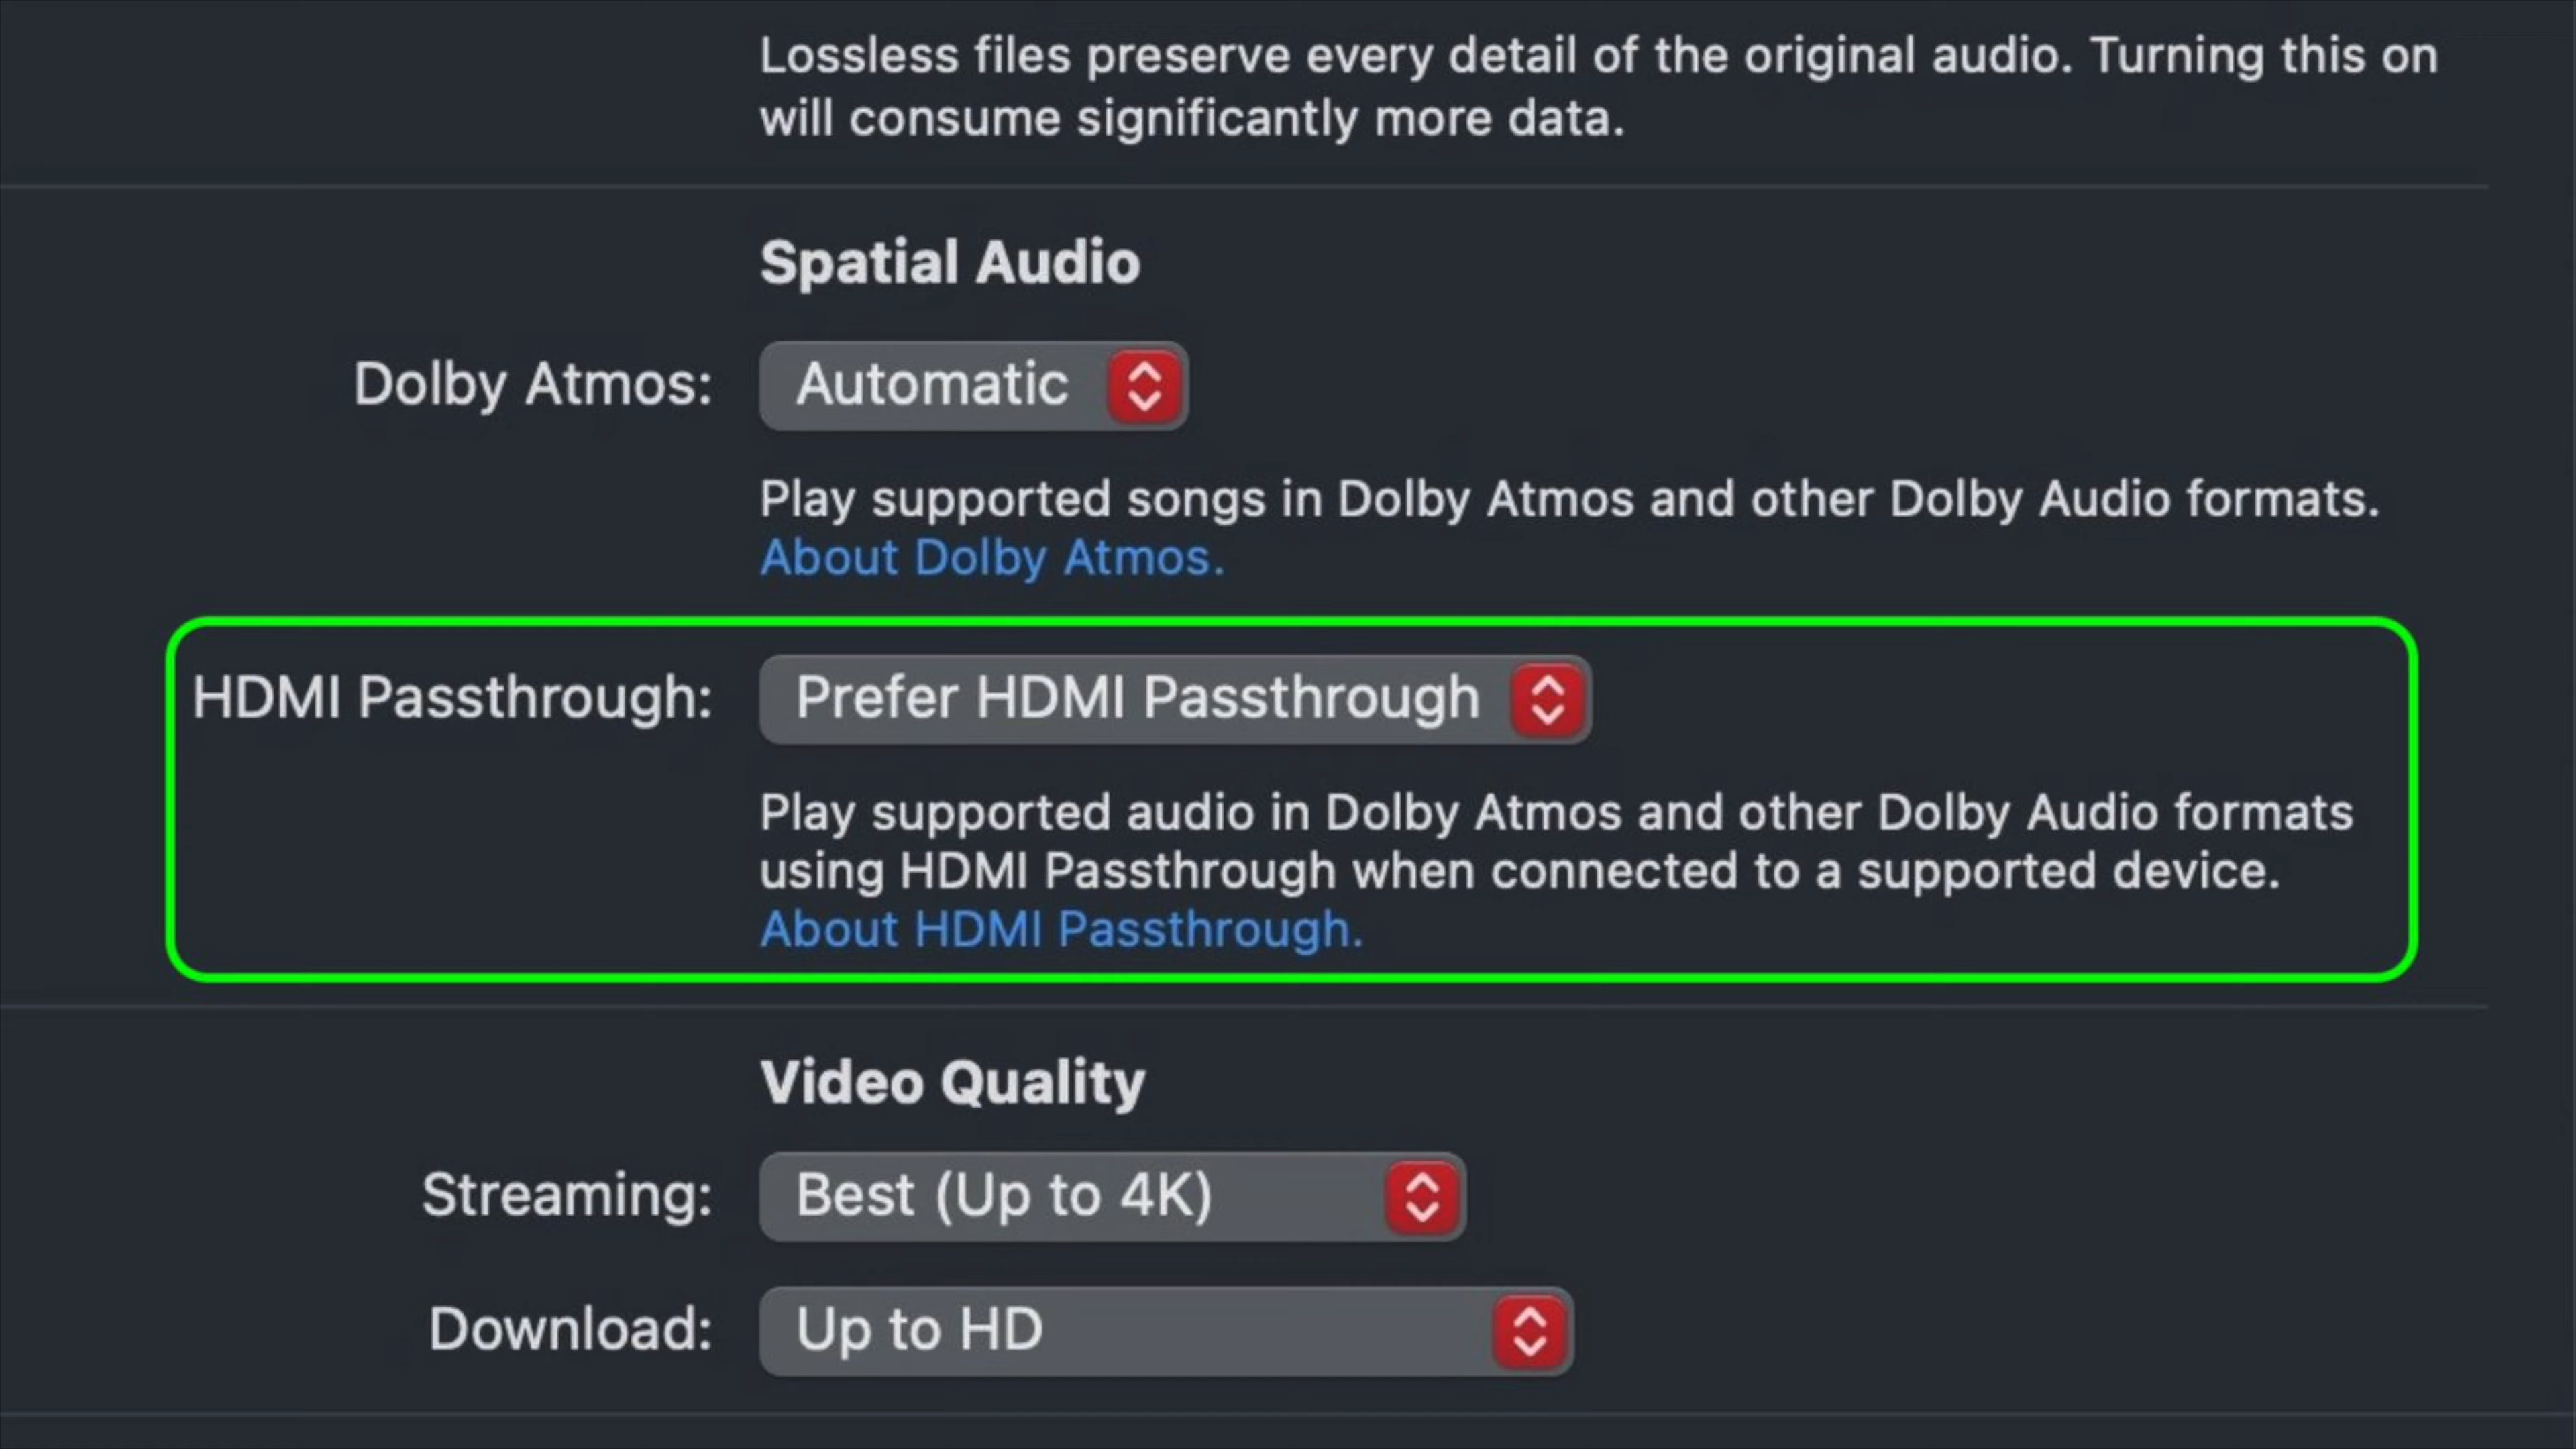 Lossless files preserve every detail of the original audio. Turning this on
will consume significantly more data.
Spatial Audio
Dolby Atmos: Automatic
Play supported songs in Dolby Atmos and other Dolby Audio formats.
About Dolby Atmos.
HDMI Passthrough: Prefer HDMI Passthrough
Play supported audio in Dolby Atmos and other Dolby Audio formats
using HDMI Passthrough when connected to a supported device.
About HDMI Passthrough.
Video Quality
Streaming: Best (Up to 4K)
Download: Up to HD